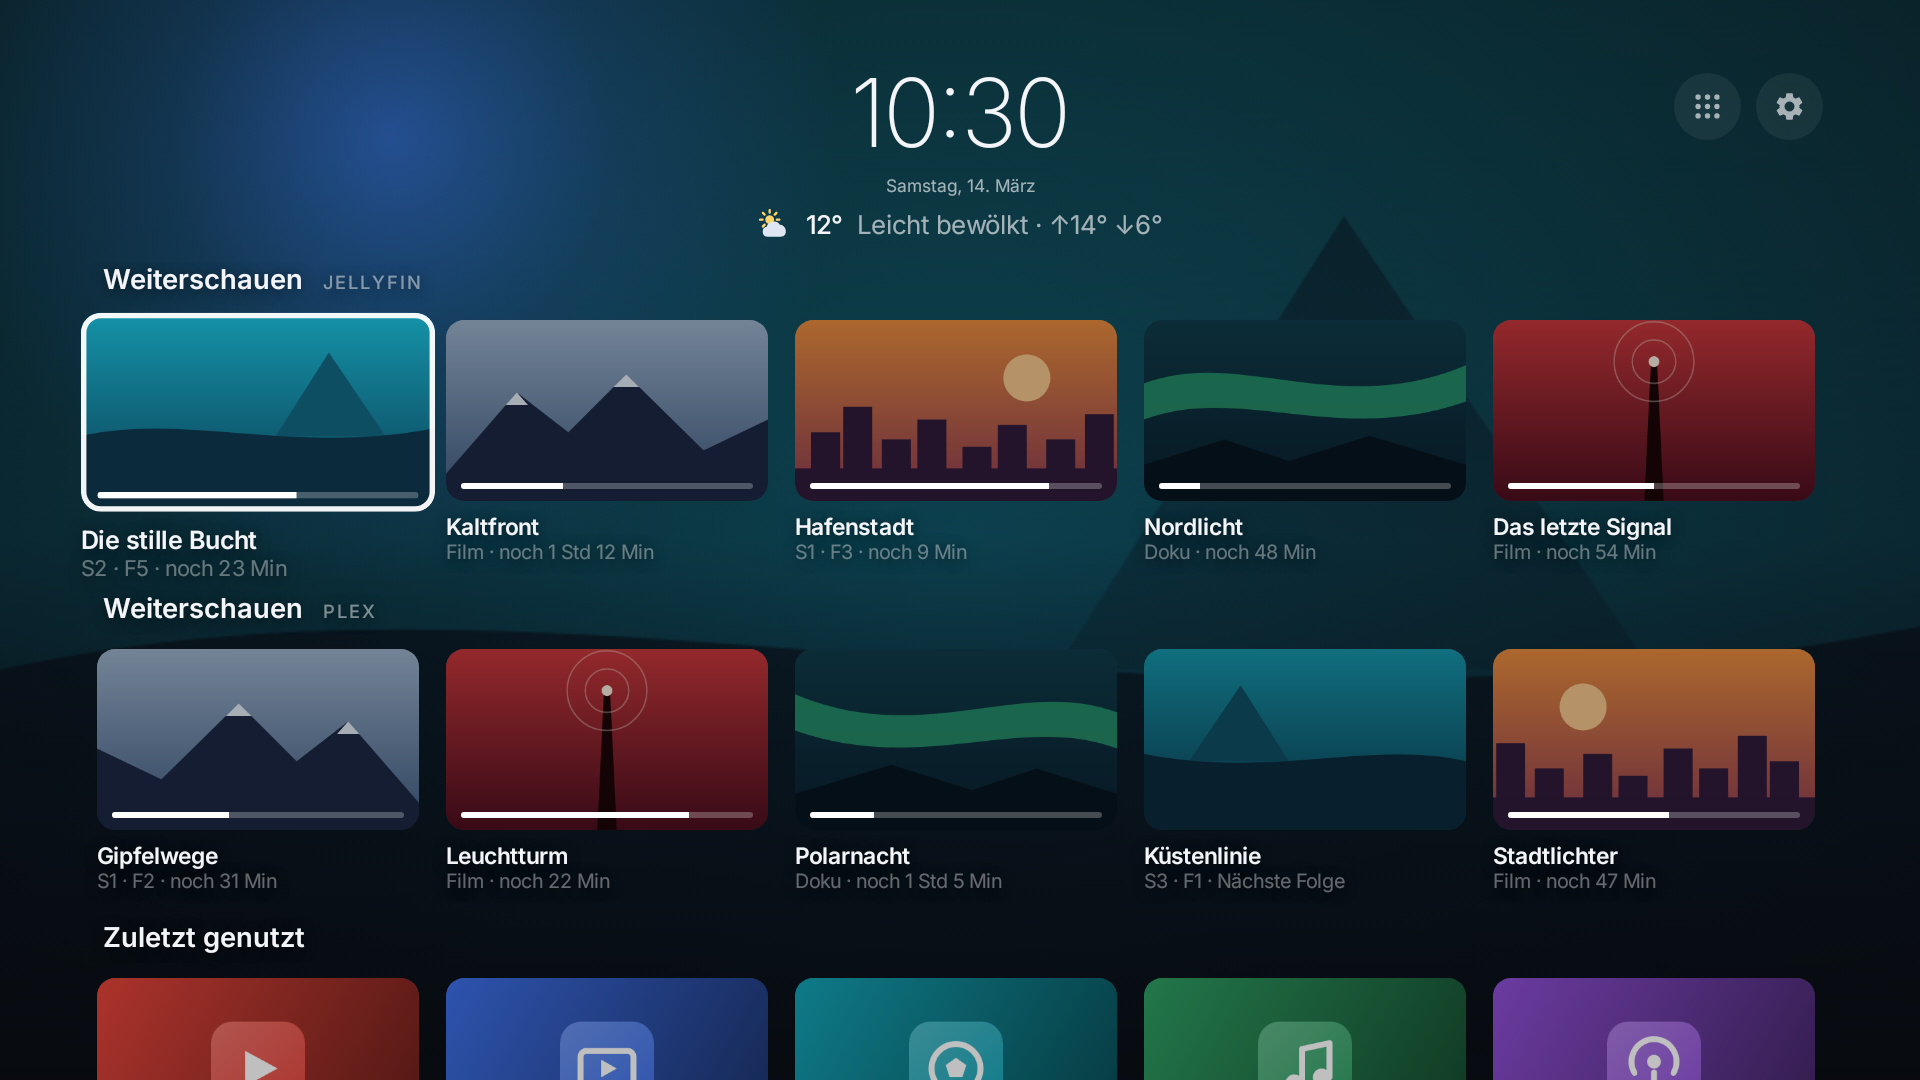 10:30
Samstag, 14. März
12° Leicht bewölkt · ↑14° ↓6°
Weiterschauen JELLYFIN
Die stille Bucht
S2 · F5 · noch 23 Min
Kaltfront
Film · noch 1 Std 12 Min
Hafenstadt
S1 · F3 · noch 9 Min
Nordlicht
Doku · noch 48 Min
Das letzte Signal
Film · noch 54 Min
Weiterschauen PLEX
Gipfelwege
S1 · F2 · noch 31 Min
Leuchtturm
Film · noch 22 Min
Polarnacht
Doku · noch 1 Std 5 Min
Küstenlinie
S3 · F1 · Nächste Folge
Stadtlichter
Film · noch 47 Min
Zuletzt genutzt